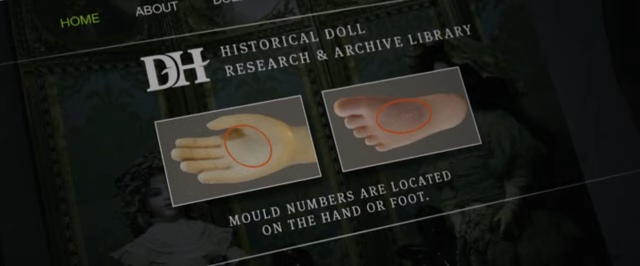 HOME ABOUT
DH HISTORICAL DOLL
RESEARCH & ARCHIVE LIBRARY
MOULD NUMBERS ARE LOCATED
ON THE HAND OR FOOT.